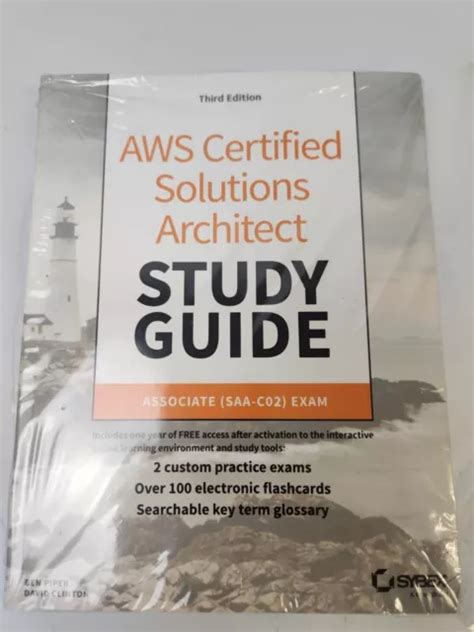 Third Edition
AWS Certified
Solutions
Architect
STUDY
GUIDE
ASSOCIATE (SAA-C02) EXAM
Includes one year of FREE access after activation to the interactive
learning environment and study tools:
2 custom practice exams
Over 100 electronic flashcards
Searchable key term glossary
BEN PIPER
DAVID CLINTON
SYBEX